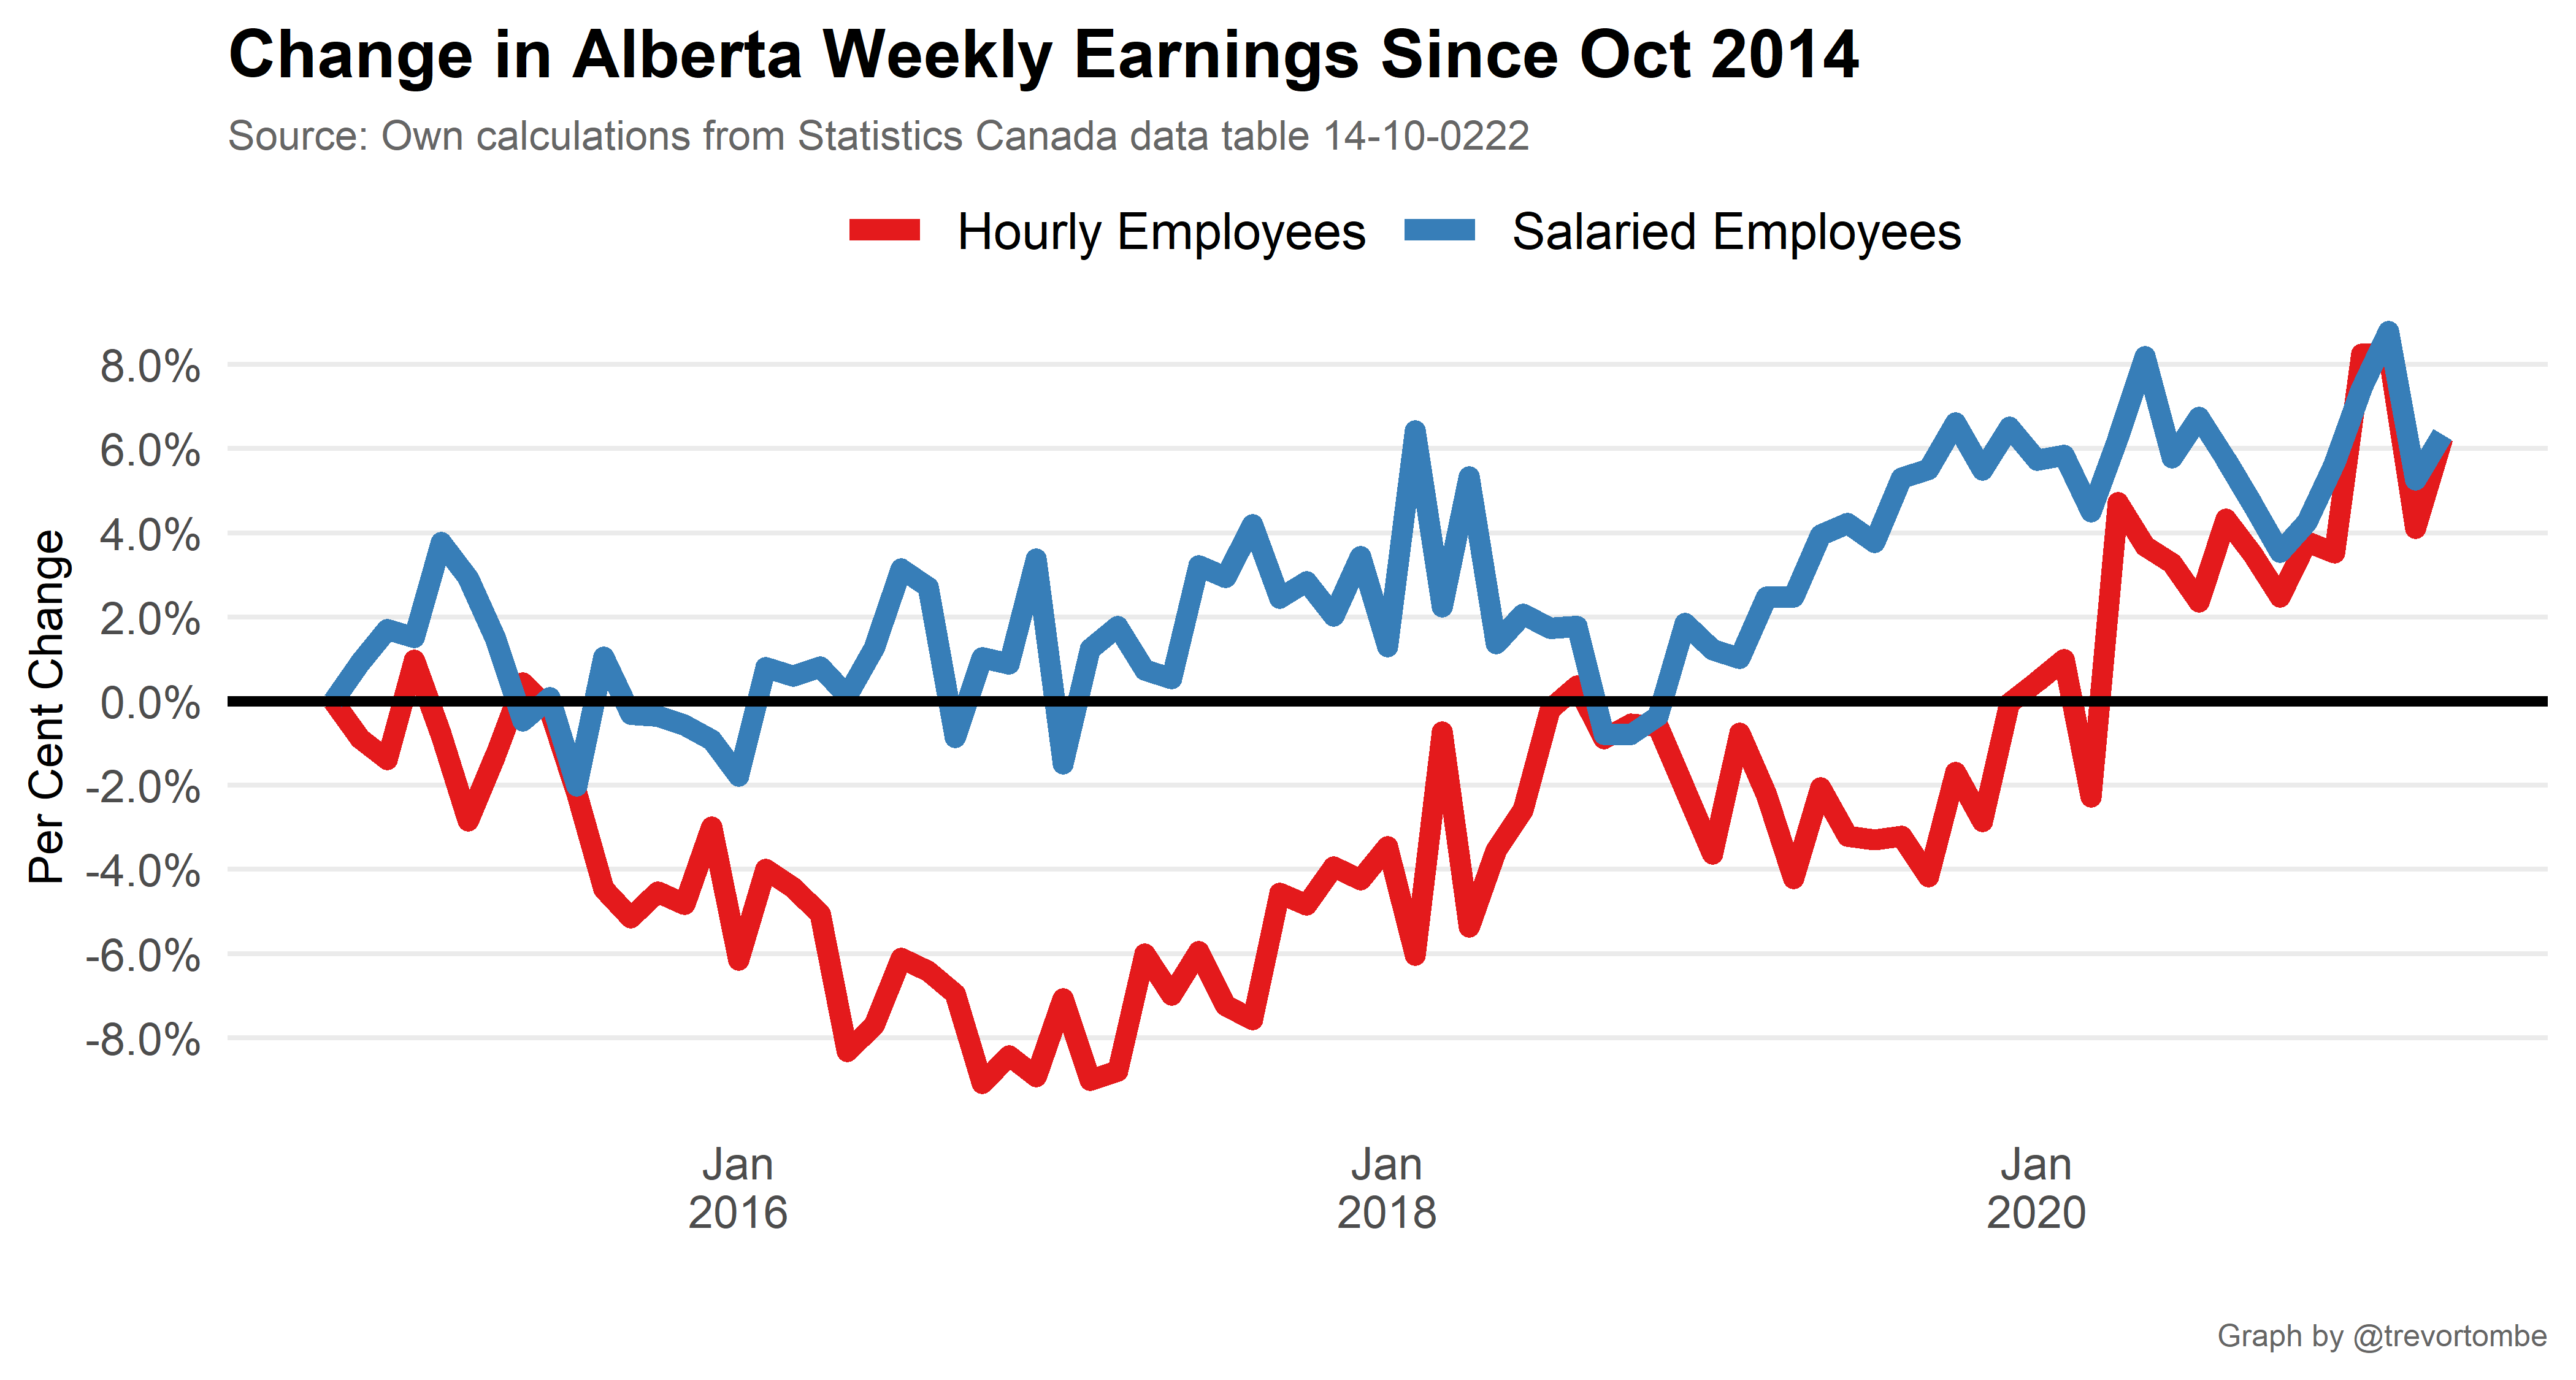 Change in Alberta Weekly Earnings Since Oct 2014
Source: Own calculations from Statistics Canada data table 14-10-0222
Hourly Employees
Salaried Employees
Per Cent Change
8.0%
6.0%
4.0%
2.0%
0.0%
-2.0%
-4.0%
-6.0%
-8.0%
Jan
2016
Jan
2018
Jan
2020
Graph by @trevortombe